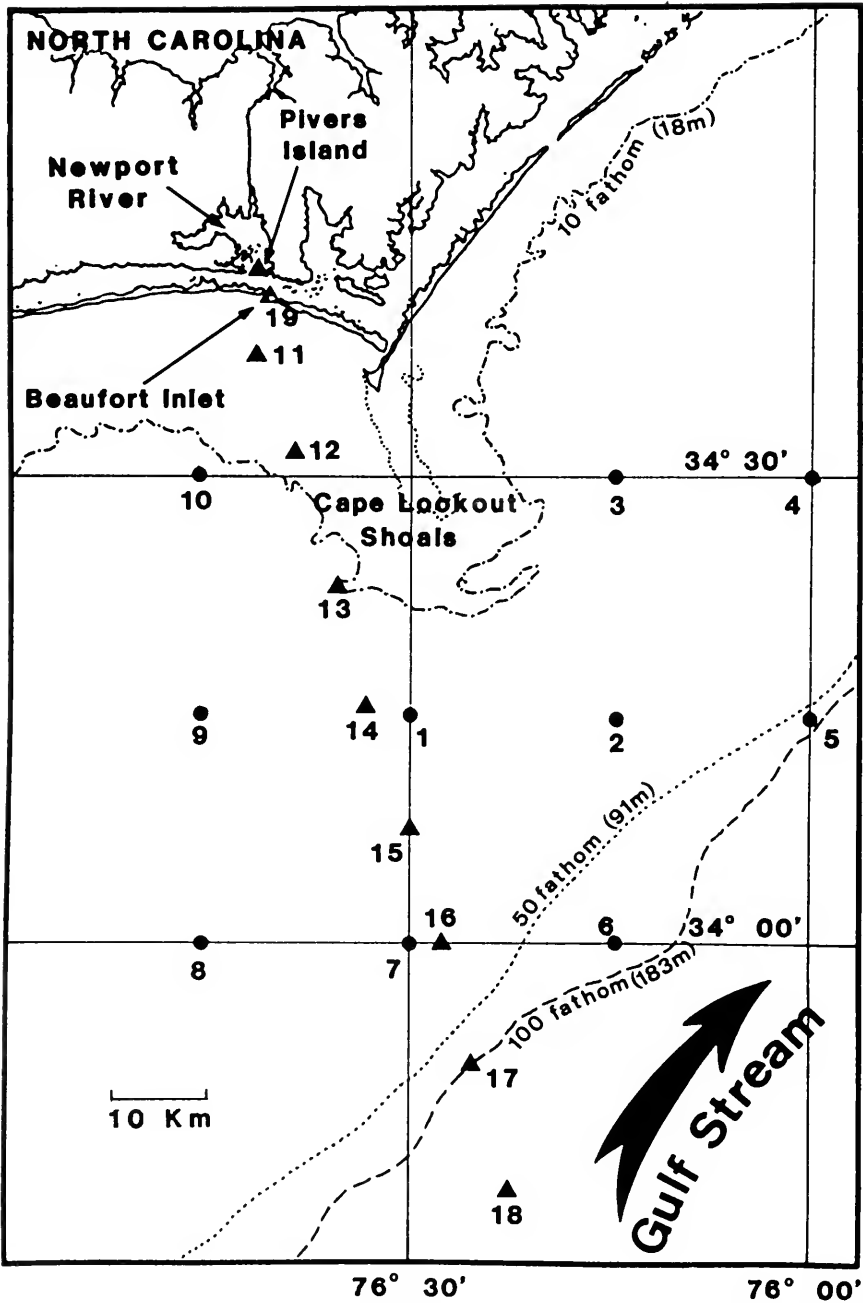 NORTH CAROLINA
Pivers
Island
Newport
River
10 fathom (18m)
19
11
Beaufort Inlet
12
34° 30'
10
3
4
Cape Lookout
Shoals
13
9
14
1
2
5
50 fathom (91m)
15
16
6
34° 00'
8
7
100 fathom (183m)
17
10 Km
Gulf Stream
18
76° 30'
76° 00'